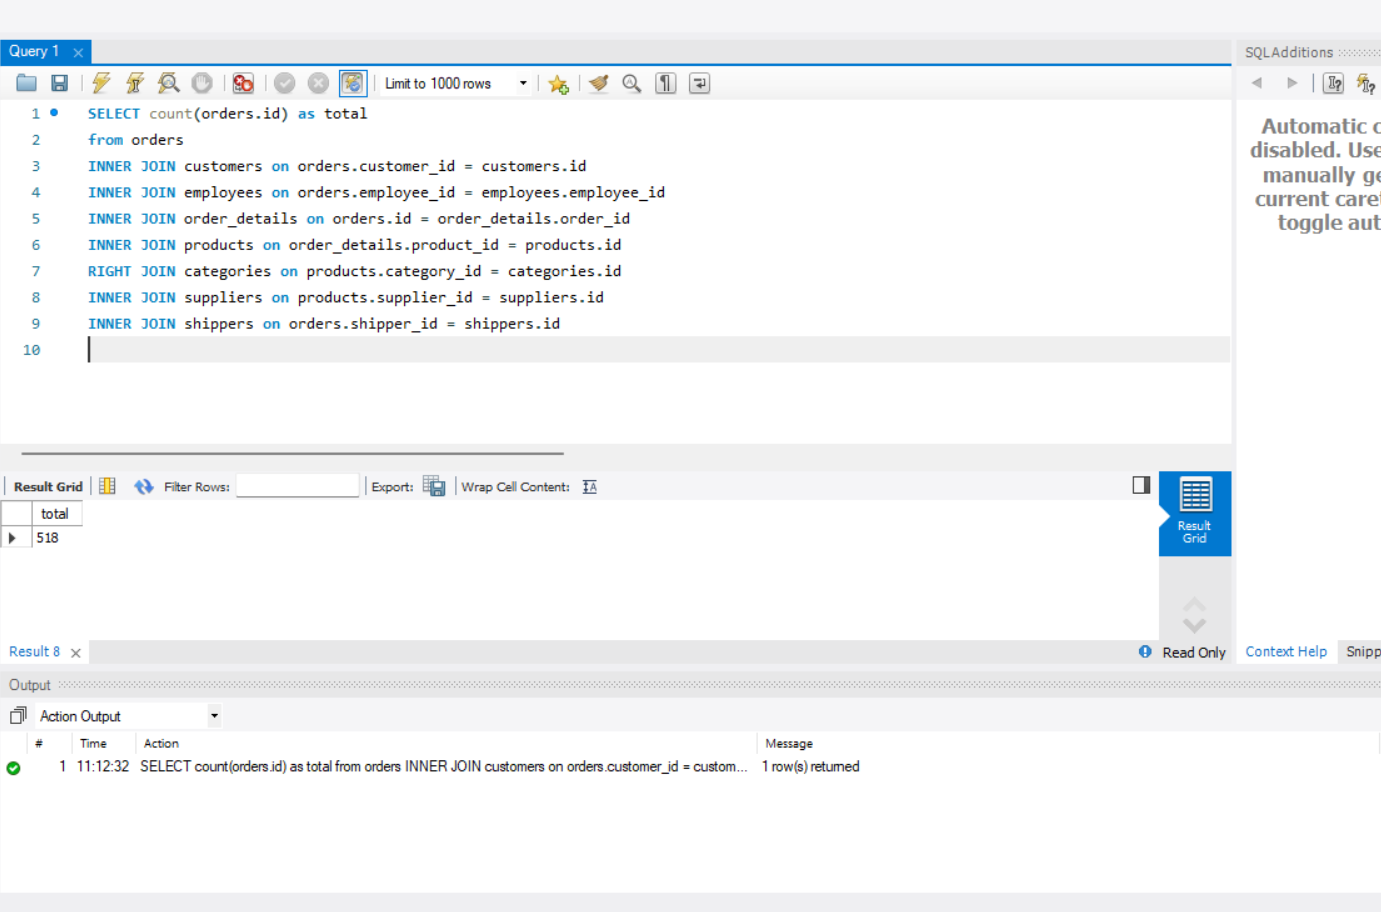 Query 1
SQLAdditions
Limit to 1000 rows
1 SELECT count(orders.id) as total
2 from orders
3 INNER JOIN customers on orders.customer_id = customers.id
4 INNER JOIN employees on orders.employee_id = employees.employee_id
5 INNER JOIN order_details on orders.id = order_details.order_id
6 INNER JOIN products on order_details.product_id = products.id
7 RIGHT JOIN categories on products.category_id = categories.id
8 INNER JOIN suppliers on products.supplier_id = suppliers.id
9 INNER JOIN shippers on orders.shipper_id = shippers.id
10
Automatic c
disabled. Use
manually ge
current care
toggle aut
Result Grid Filter Rows: Export: Wrap Cell Content: IA
total
518
Result
Grid
Result 8
Read Only
Context Help Snipp
Output
Action Output
# Time Action Message
1 11:12:32 SELECT count(orders.id) as total from orders INNER JOIN customers on orders.customer_id = custom... 1 row(s) returned